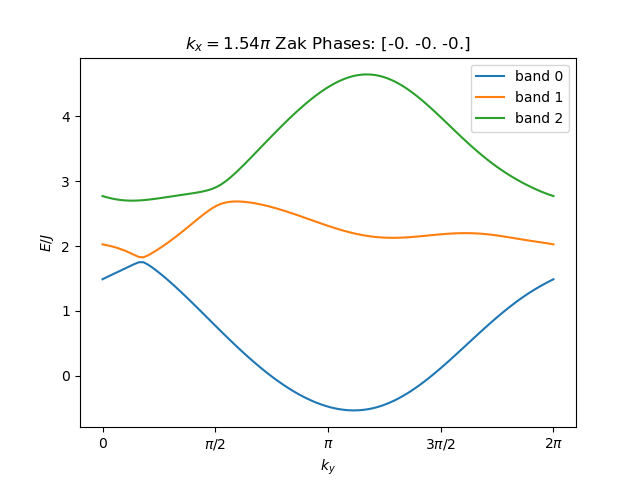 $k_x = 1.54\pi$ Zak Phases: [-0. -0. -0.]
band 0
band 1
band 2
E/J
4
3
2
1
0
0
π/2
π
3π/2
2π
$k_y$